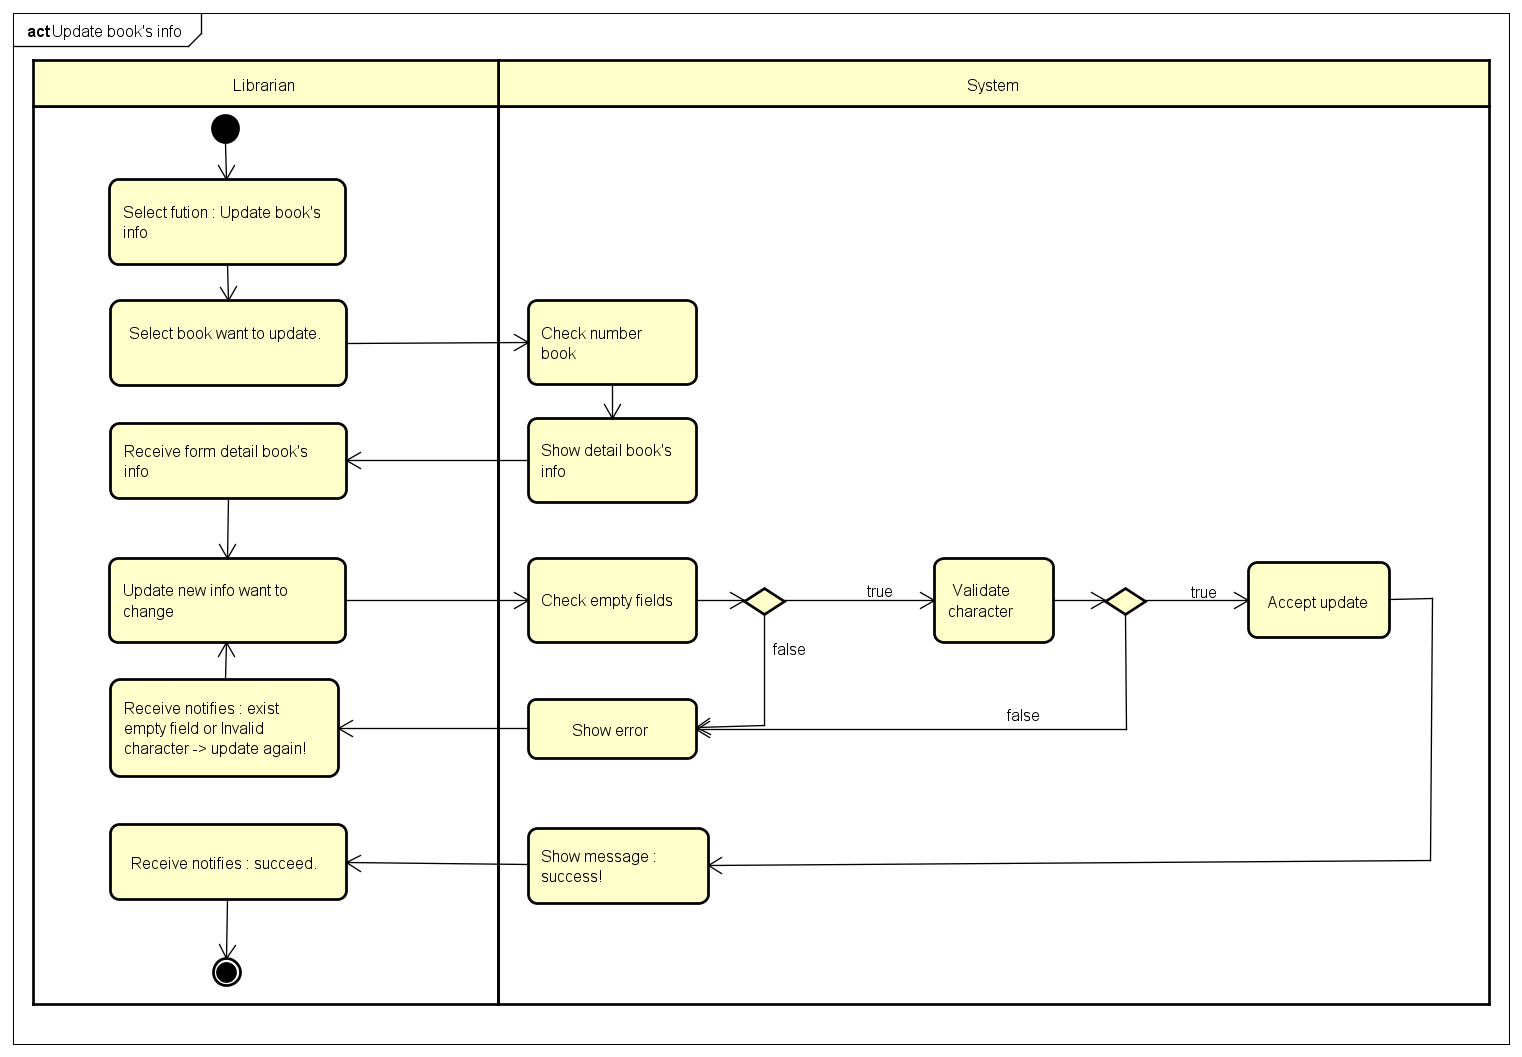 act Update book's info
Librarian
System
Select fution : Update book's
info
Select book want to update.
Check number
book
Receive form detail book's
info
Show detail book's
info
Update new info want to
change
Check empty fields
true
Validate
character
true
Accept update
false
Receive notifies : exist
empty field or Invalid
character -> update again!
Show error
false
Receive notifies : succeed.
Show message :
success!